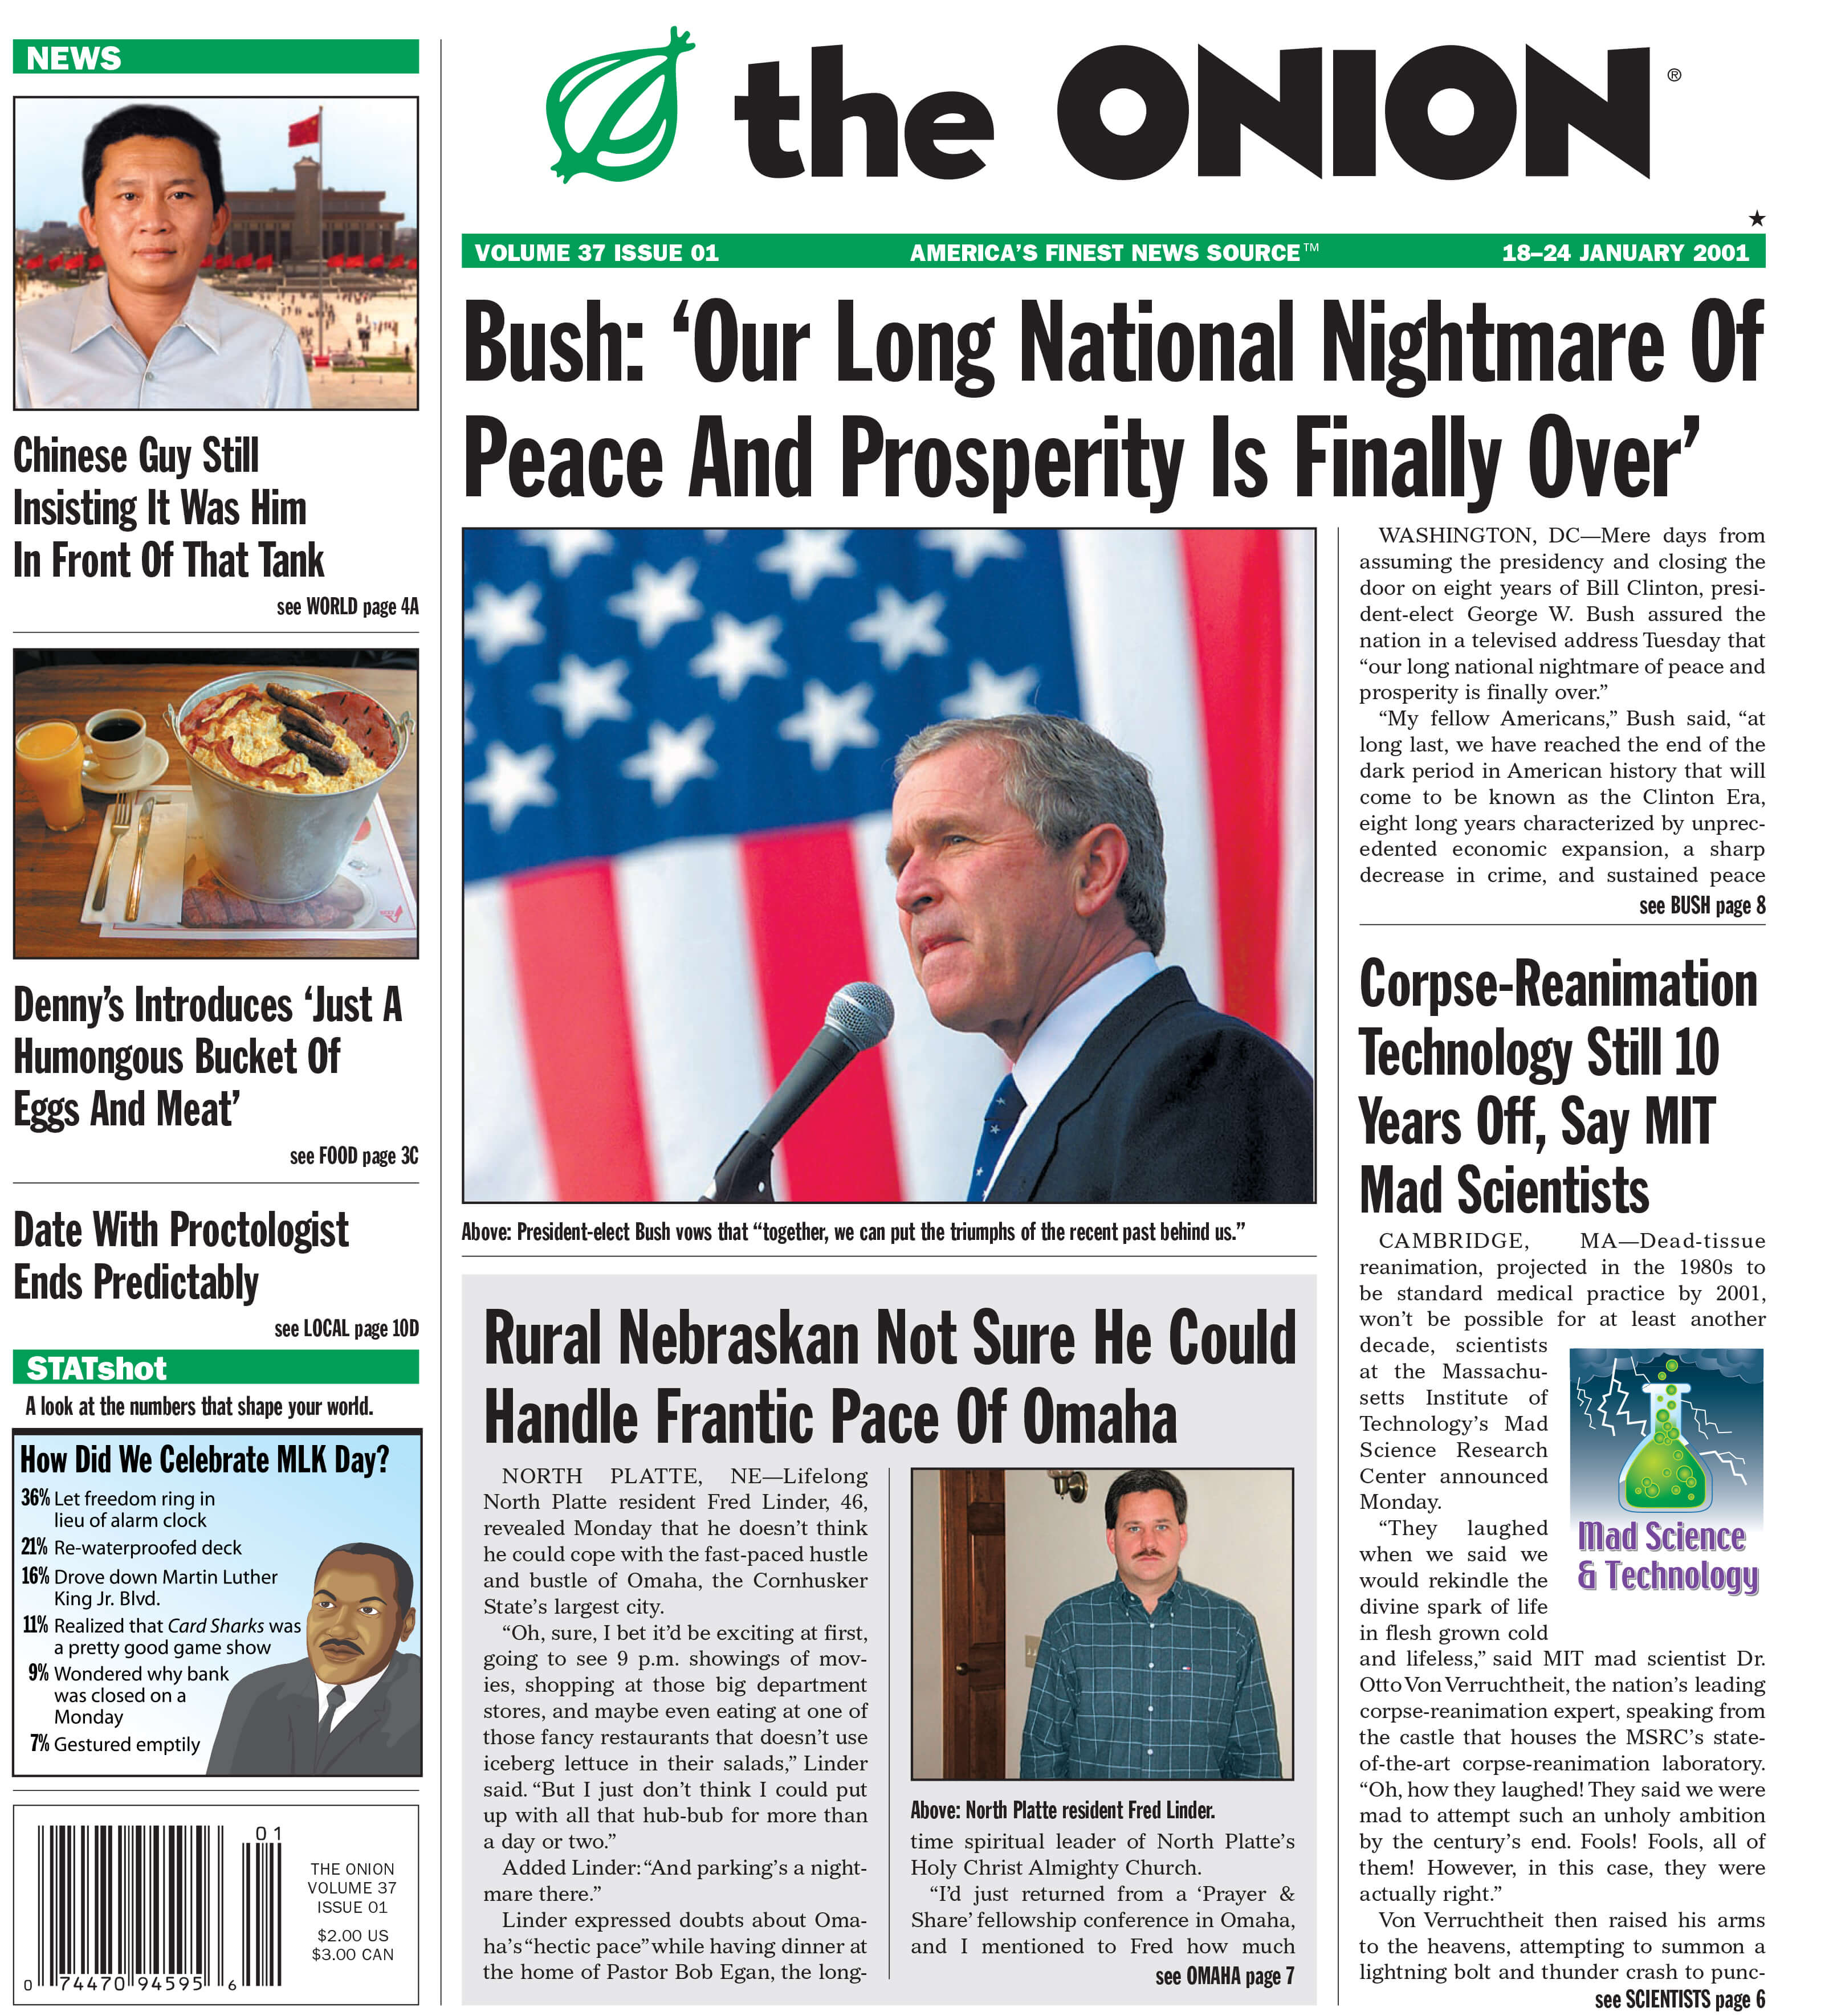 NEWS
Chinese Guy Still
Insisting It Was Him
In Front Of That Tank
see WORLD page 4A
Denny's Introduces 'Just A
Humongous Bucket Of
Eggs And Meat'
see FOOD page 3C
Date With Proctologist
Ends Predictably
see LOCAL page 10D
STATshot
A look at the numbers that shape your world.
How Did We Celebrate MLK Day?
36% Let freedom ring in
lieu of alarm clock
21% Re-waterproofed deck
16% Drove down Martin Luther
King Jr. Blvd.
11% Realized that Card Sharks was
a pretty good game show
9% Wondered why bank
was closed on a
Monday
7% Gestured emptily
01
0 74470 94595 6
THE ONION
VOLUME 37
ISSUE 01
$2.00 US
$3.00 CAN
the ONION®
★
VOLUME 37 ISSUE 01 AMERICA'S FINEST NEWS SOURCE™ 18–24 JANUARY 2001
Bush: 'Our Long National Nightmare Of
Peace And Prosperity Is Finally Over'
Above: President-elect Bush vows that "together, we can put the triumphs of the recent past behind us."
WASHINGTON, DC—Mere days from
assuming the presidency and closing the
door on eight years of Bill Clinton, presi-
dent-elect George W. Bush assured the
nation in a televised address Tuesday that
"our long national nightmare of peace and
prosperity is finally over."
"My fellow Americans," Bush said, "at
long last, we have reached the end of the
dark period in American history that will
come to be known as the Clinton Era,
eight long years characterized by unprec-
edented economic expansion, a sharp
decrease in crime, and sustained peace
see BUSH page 8
Rural Nebraskan Not Sure He Could
Handle Frantic Pace Of Omaha
NORTH PLATTE, NE—Lifelong
North Platte resident Fred Linder, 46,
revealed Monday that he doesn't think
he could cope with the fast-paced hustle
and bustle of Omaha, the Cornhusker
State's largest city.
"Oh, sure, I bet it'd be exciting at first,
going to see 9 p.m. showings of mov-
ies, shopping at those big department
stores, and maybe even eating at one of
those fancy restaurants that doesn't use
iceberg lettuce in their salads," Linder
said. "But I just don't think I could put
up with all that hub-bub for more than
a day or two."
Added Linder: "And parking's a night-
mare there."
Linder expressed doubts about Oma-
ha's "hectic pace" while having dinner at
the home of Pastor Bob Egan, the long-
Above: North Platte resident Fred Linder.
time spiritual leader of North Platte's
Holy Christ Almighty Church.
"I'd just returned from a 'Prayer &
Share' fellowship conference in Omaha,
and I mentioned to Fred how much
see OMAHA page 7
Corpse-Reanimation
Technology Still 10
Years Off, Say MIT
Mad Scientists
CAMBRIDGE, MA—Dead-tissue
reanimation, projected in the 1980s to
be standard medical practice by 2001,
won't be possible for at least another
decade, scientists
at the Massachu-
setts Institute of
Technology's Mad
Science Research
Center announced
Monday.
"They laughed
when we said we
would rekindle the
divine spark of life
in flesh grown cold
and lifeless," said MIT mad scientist Dr.
Otto Von Verruchtheit, the nation's leading
corpse-reanimation expert, speaking from
the castle that houses the MSRC's state-
of-the-art corpse-reanimation laboratory.
"Oh, how they laughed! They said we were
mad to attempt such an unholy ambition
by the century's end. Fools! Fools, all of
them! However, in this case, they were
actually right."
Von Verruchtheit then raised his arms
to the heavens, attempting to summon a
lightning bolt and thunder crash to punc-
see SCIENTISTS page 6
Mad Science
& Technology